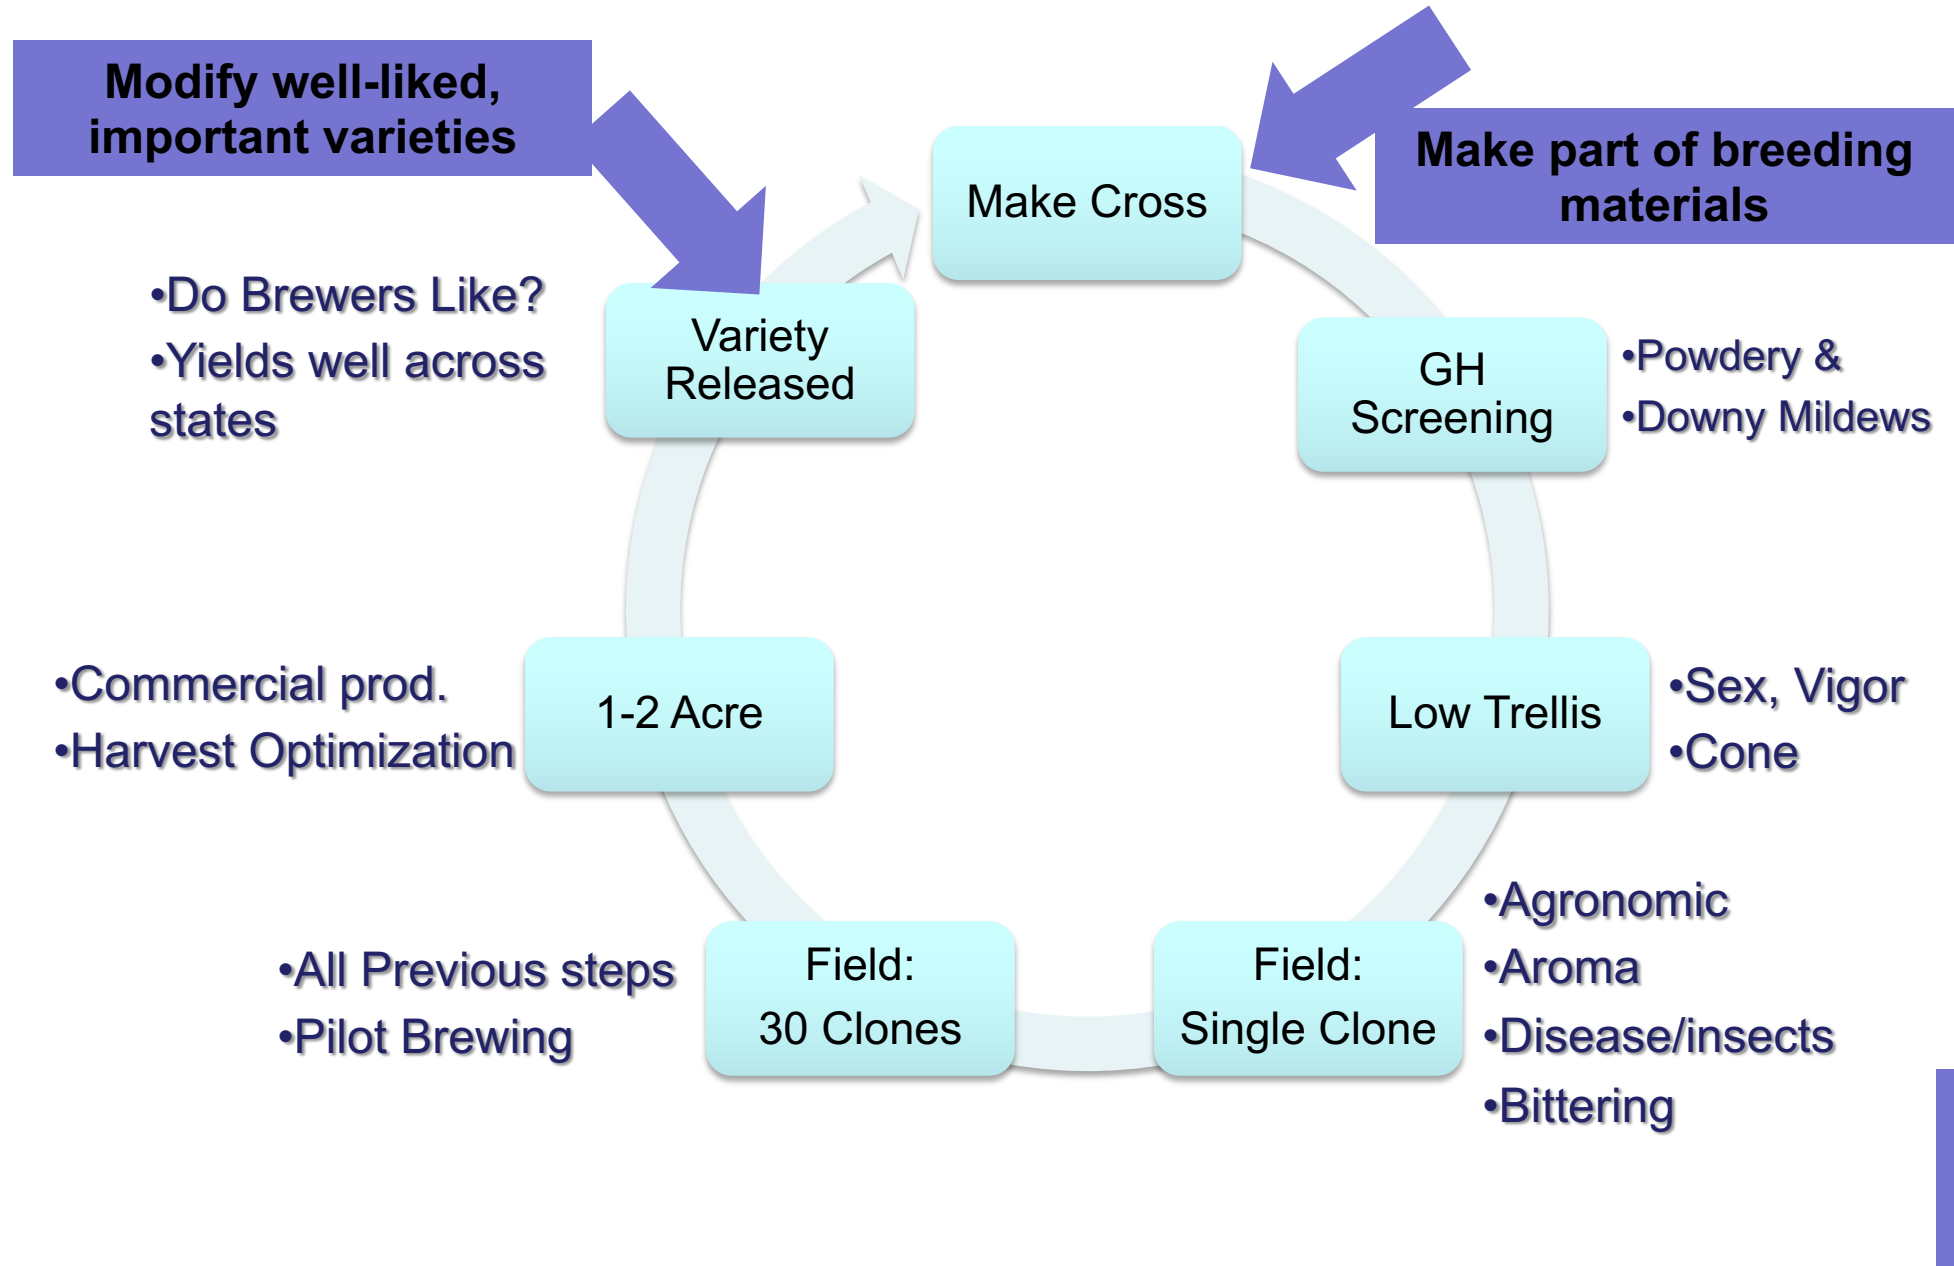 Modify well-liked,
important varieties
Make part of breeding
materials
Make Cross
GH
Screening
•Powdery &
•Downy Mildews
Low Trellis
•Sex, Vigor
•Cone
Field:
Single Clone
•Agronomic
•Aroma
•Disease/insects
•Bittering
Field:
30 Clones
•All Previous steps
•Pilot Brewing
1-2 Acre
•Commercial prod.
•Harvest Optimization
Variety
Released
•Do Brewers Like?
•Yields well across
states